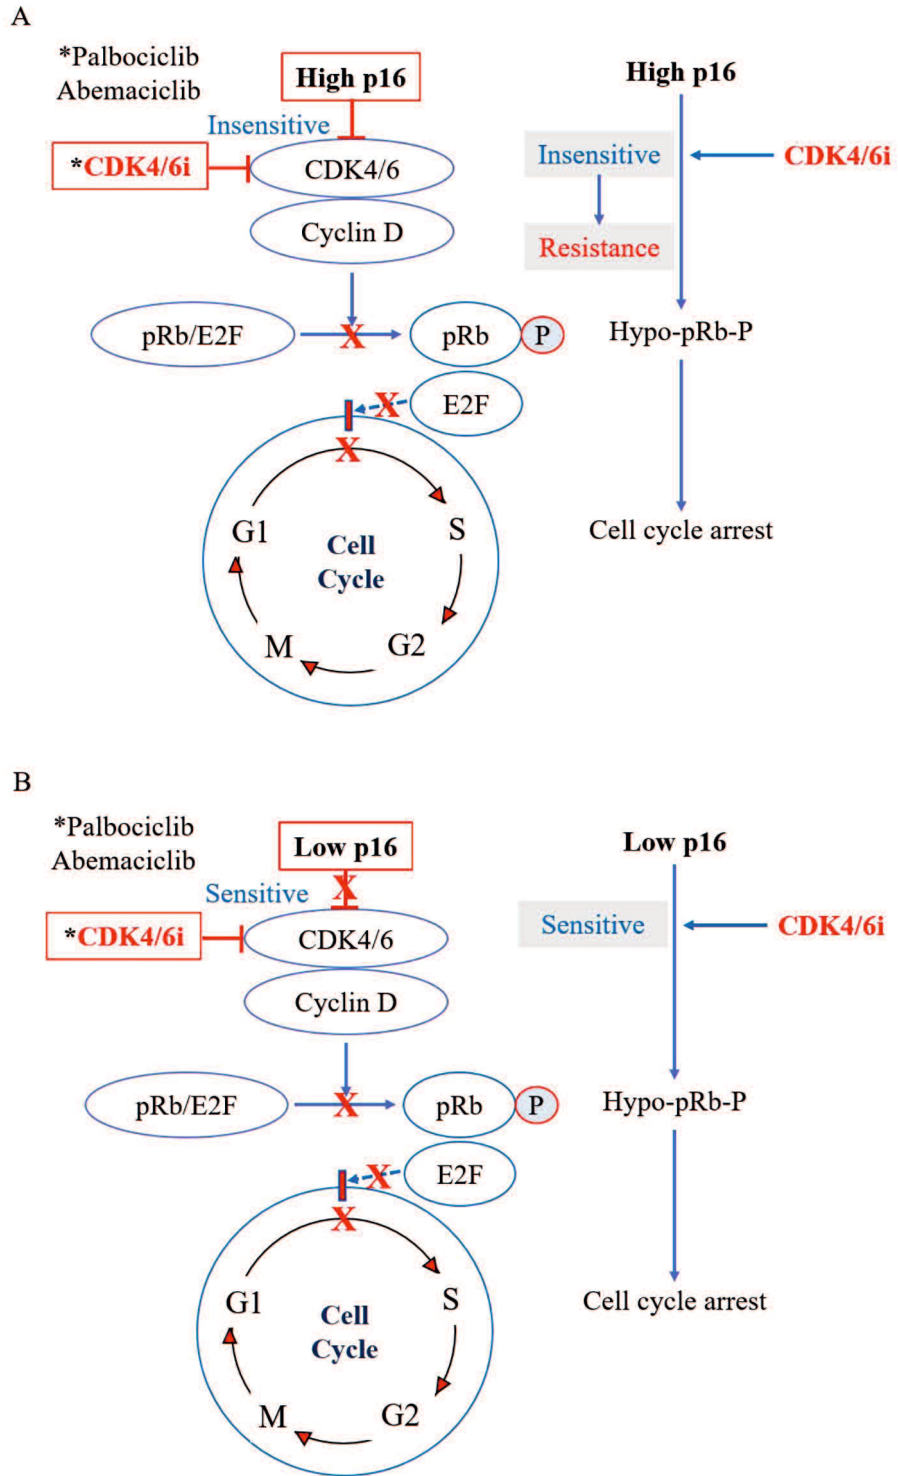 A
*Palbociclib
Abemaciclib
High p16
Insensitive
*CDK4/6i
CDK4/6
Cyclin D
pRb/E2F
X
pRb
P
X
E2F
X
G1
S
Cell
Cycle
M
G2
High p16
Insensitive
CDK4/6i
Resistance
Hypo-pRb-P
Cell cycle arrest
B
*Palbociclib
Abemaciclib
Low p16
X
Sensitive
*CDK4/6i
CDK4/6
Cyclin D
pRb/E2F
X
pRb
P
X
E2F
X
G1
S
Cell
Cycle
M
G2
Low p16
Sensitive
CDK4/6i
Hypo-pRb-P
Cell cycle arrest